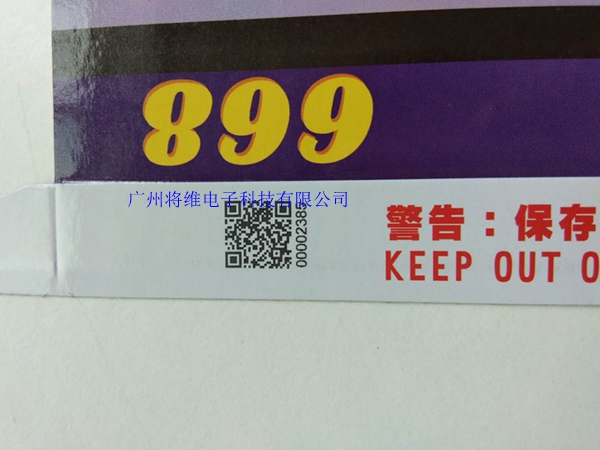 899
广州将维电子科技有限公司
00002385
警告：保存
KEEP OUT O